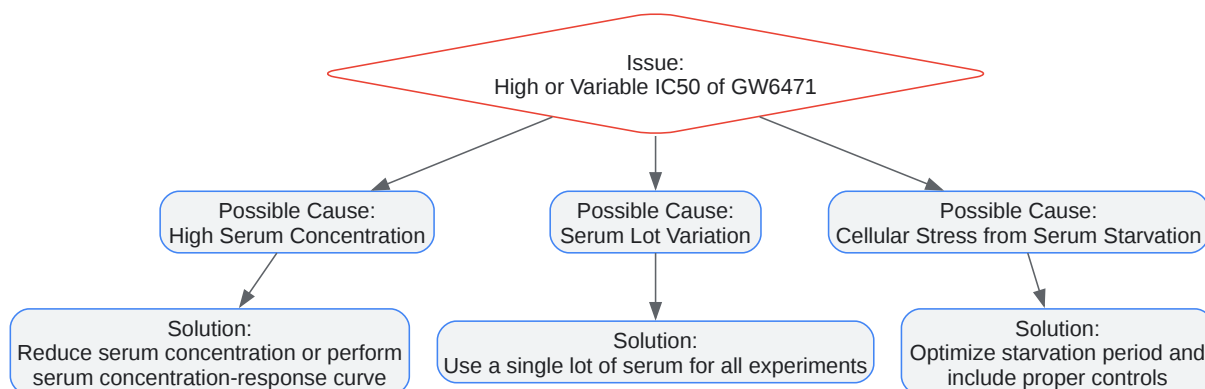 Issue:
High or Variable IC50 of GW6471
Possible Cause:
High Serum Concentration
Possible Cause:
Serum Lot Variation
Possible Cause:
Cellular Stress from Serum Starvation
Solution:
Reduce serum concentration or perform
serum concentration-response curve
Solution:
Use a single lot of serum for all experiments
Solution:
Optimize starvation period and
include proper controls